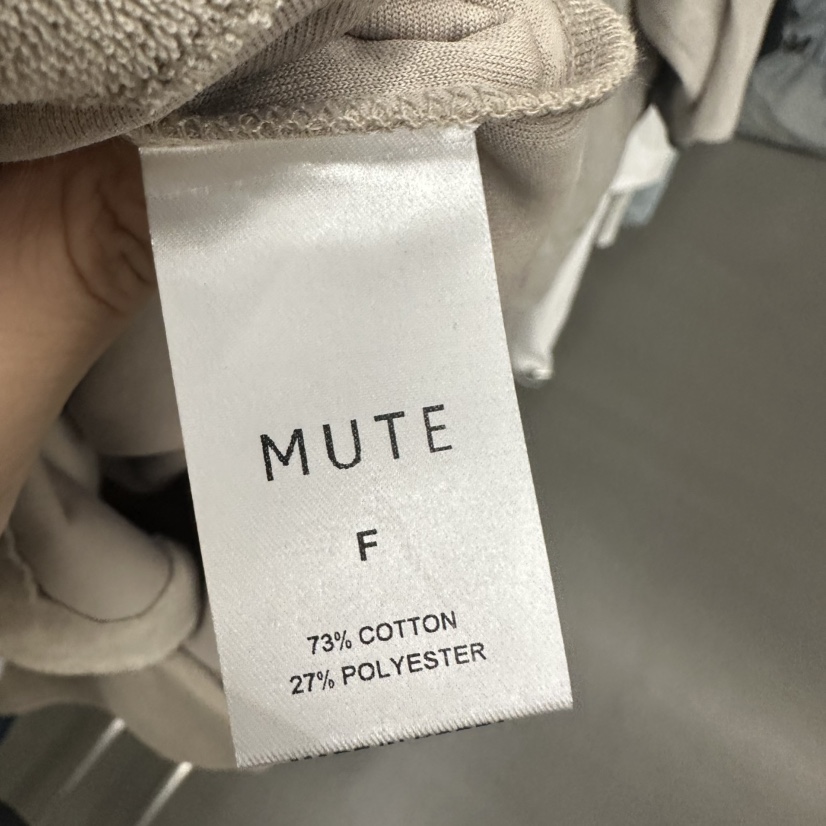 MUTE
F
73% COTTON
27% POLYESTER